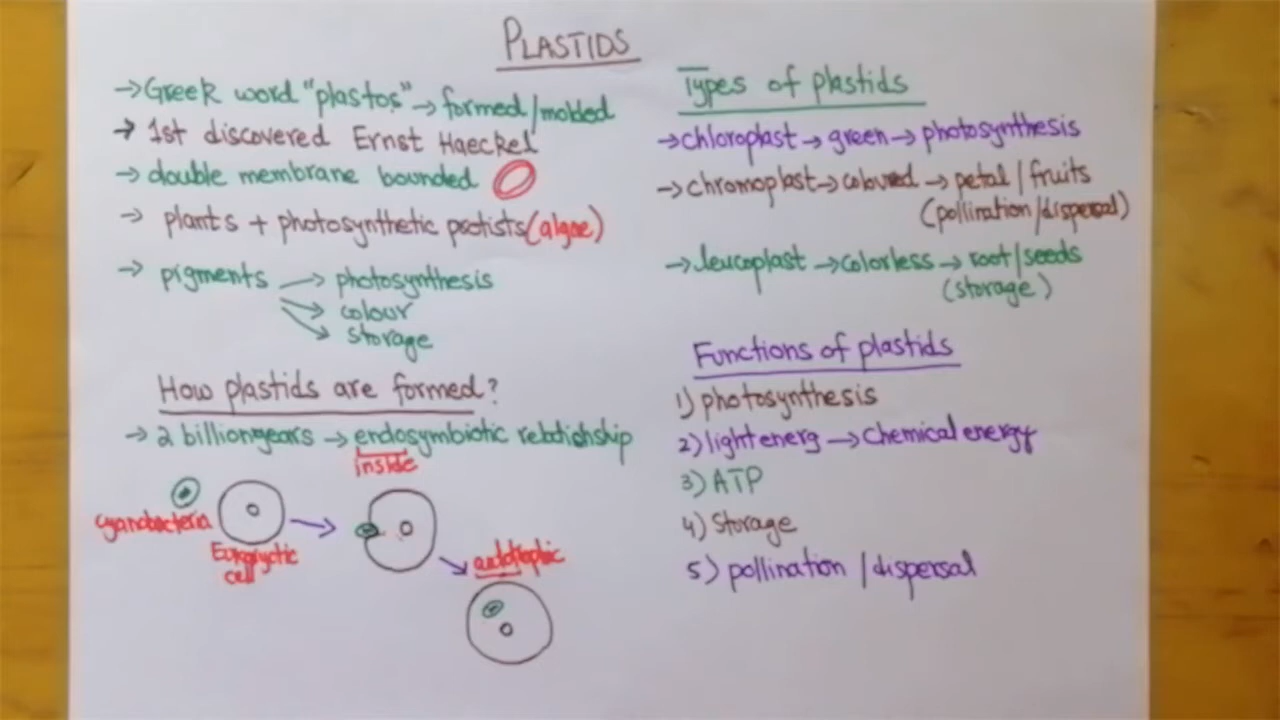 PLASTIDS
→ Greek word "plastos" → formed/molded
→ 1st discovered Ernst Haeckel
→ double membrane bounded
→ plants + photosynthetic protists (algae)
→ pigments → photosynthesis
→ colour
→ storage
How plastids are formed?
→ 2 billion years → endosymbiotic relationship
inside
cyanobacteria
cell
autotrophic
Types of plastids
→ chloroplast → green → photosynthesis
→ chromoplast → coloured → petal / fruits
(pollination/dispersal)
→ leucoplast → colorless → root/seeds
(storage)
Functions of plastids
1) photosynthesis
2) light energ → chemical energy
3) ATP
4) Storage
5) pollination / dispersal